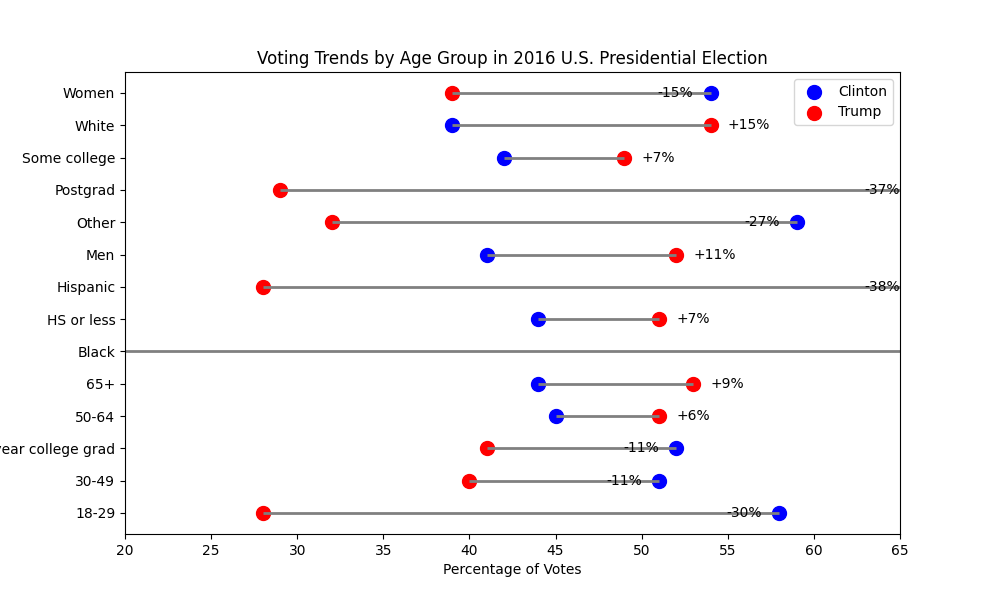 Voting Trends by Age Group in 2016 U.S. Presidential Election
Clinton
Trump
Women -15%
White +15%
Some college +7%
Postgrad -37%
Other -27%
Men +11%
Hispanic -38%
HS or less +7%
Black
65+ +9%
50-64 +6%
year college grad -11%
30-49 -11%
18-29 -30%
20 25 30 35 40 45 50 55 60 65
Percentage of Votes